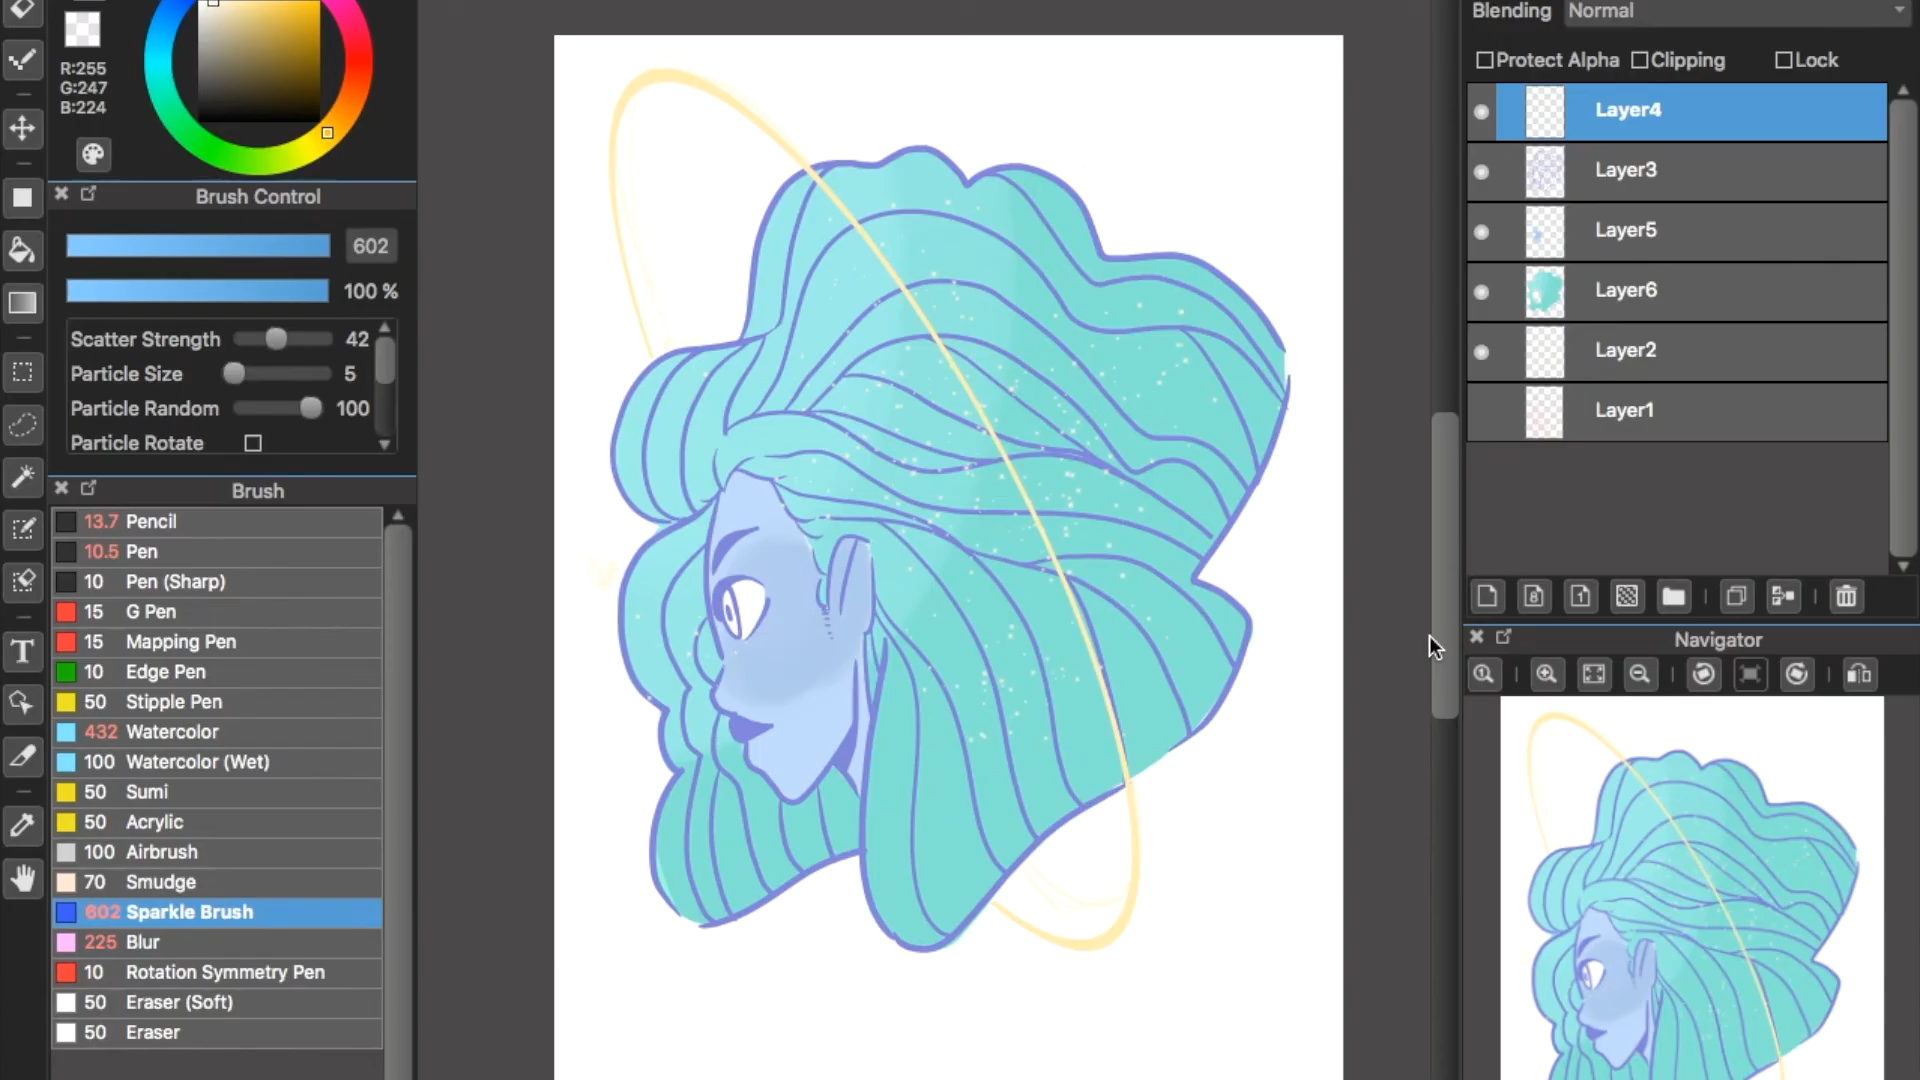 R:255
G:247
B:224
Brush Control
602
100 %
Scatter Strength 42
Particle Size 5
Particle Random 100
Particle Rotate
Brush
13.7 Pencil
10.5 Pen
10 Pen (Sharp)
15 G Pen
15 Mapping Pen
10 Edge Pen
50 Stipple Pen
432 Watercolor
100 Watercolor (Wet)
50 Sumi
50 Acrylic
100 Airbrush
70 Smudge
602 Sparkle Brush
225 Blur
10 Rotation Symmetry Pen
50 Eraser (Soft)
50 Eraser
Blending Normal
Protect Alpha Clipping Lock
Layer4
Layer3
Layer5
Layer6
Layer2
Layer1
8 1
Navigator
1